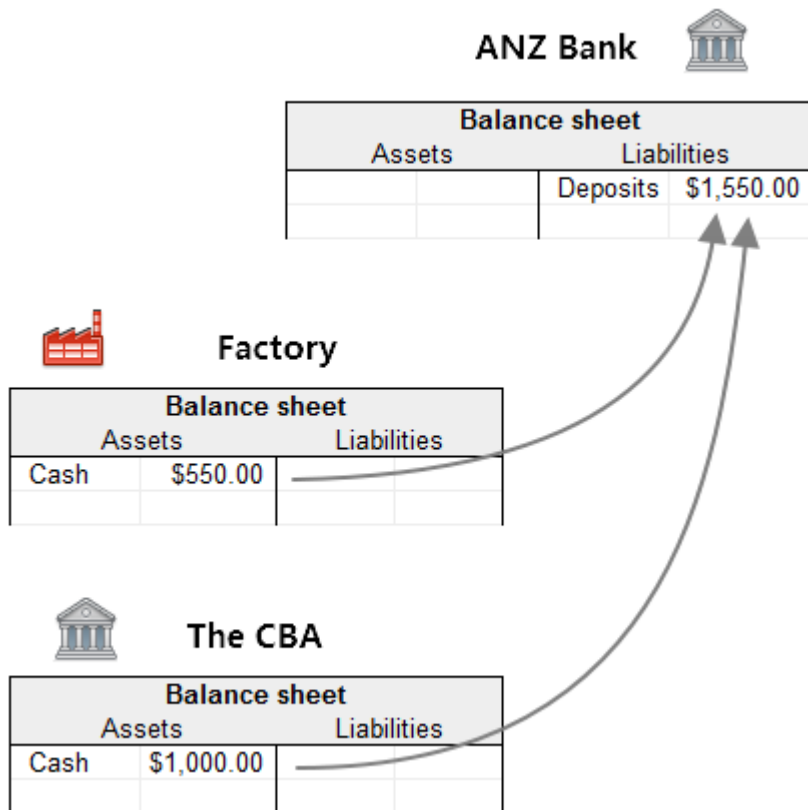 ANZ Bank
Balance sheet
Assets Liabilities
Deposits $1,550.00
Factory
Balance sheet
Assets Liabilities
Cash $550.00
The CBA
Balance sheet
Assets Liabilities
Cash $1,000.00